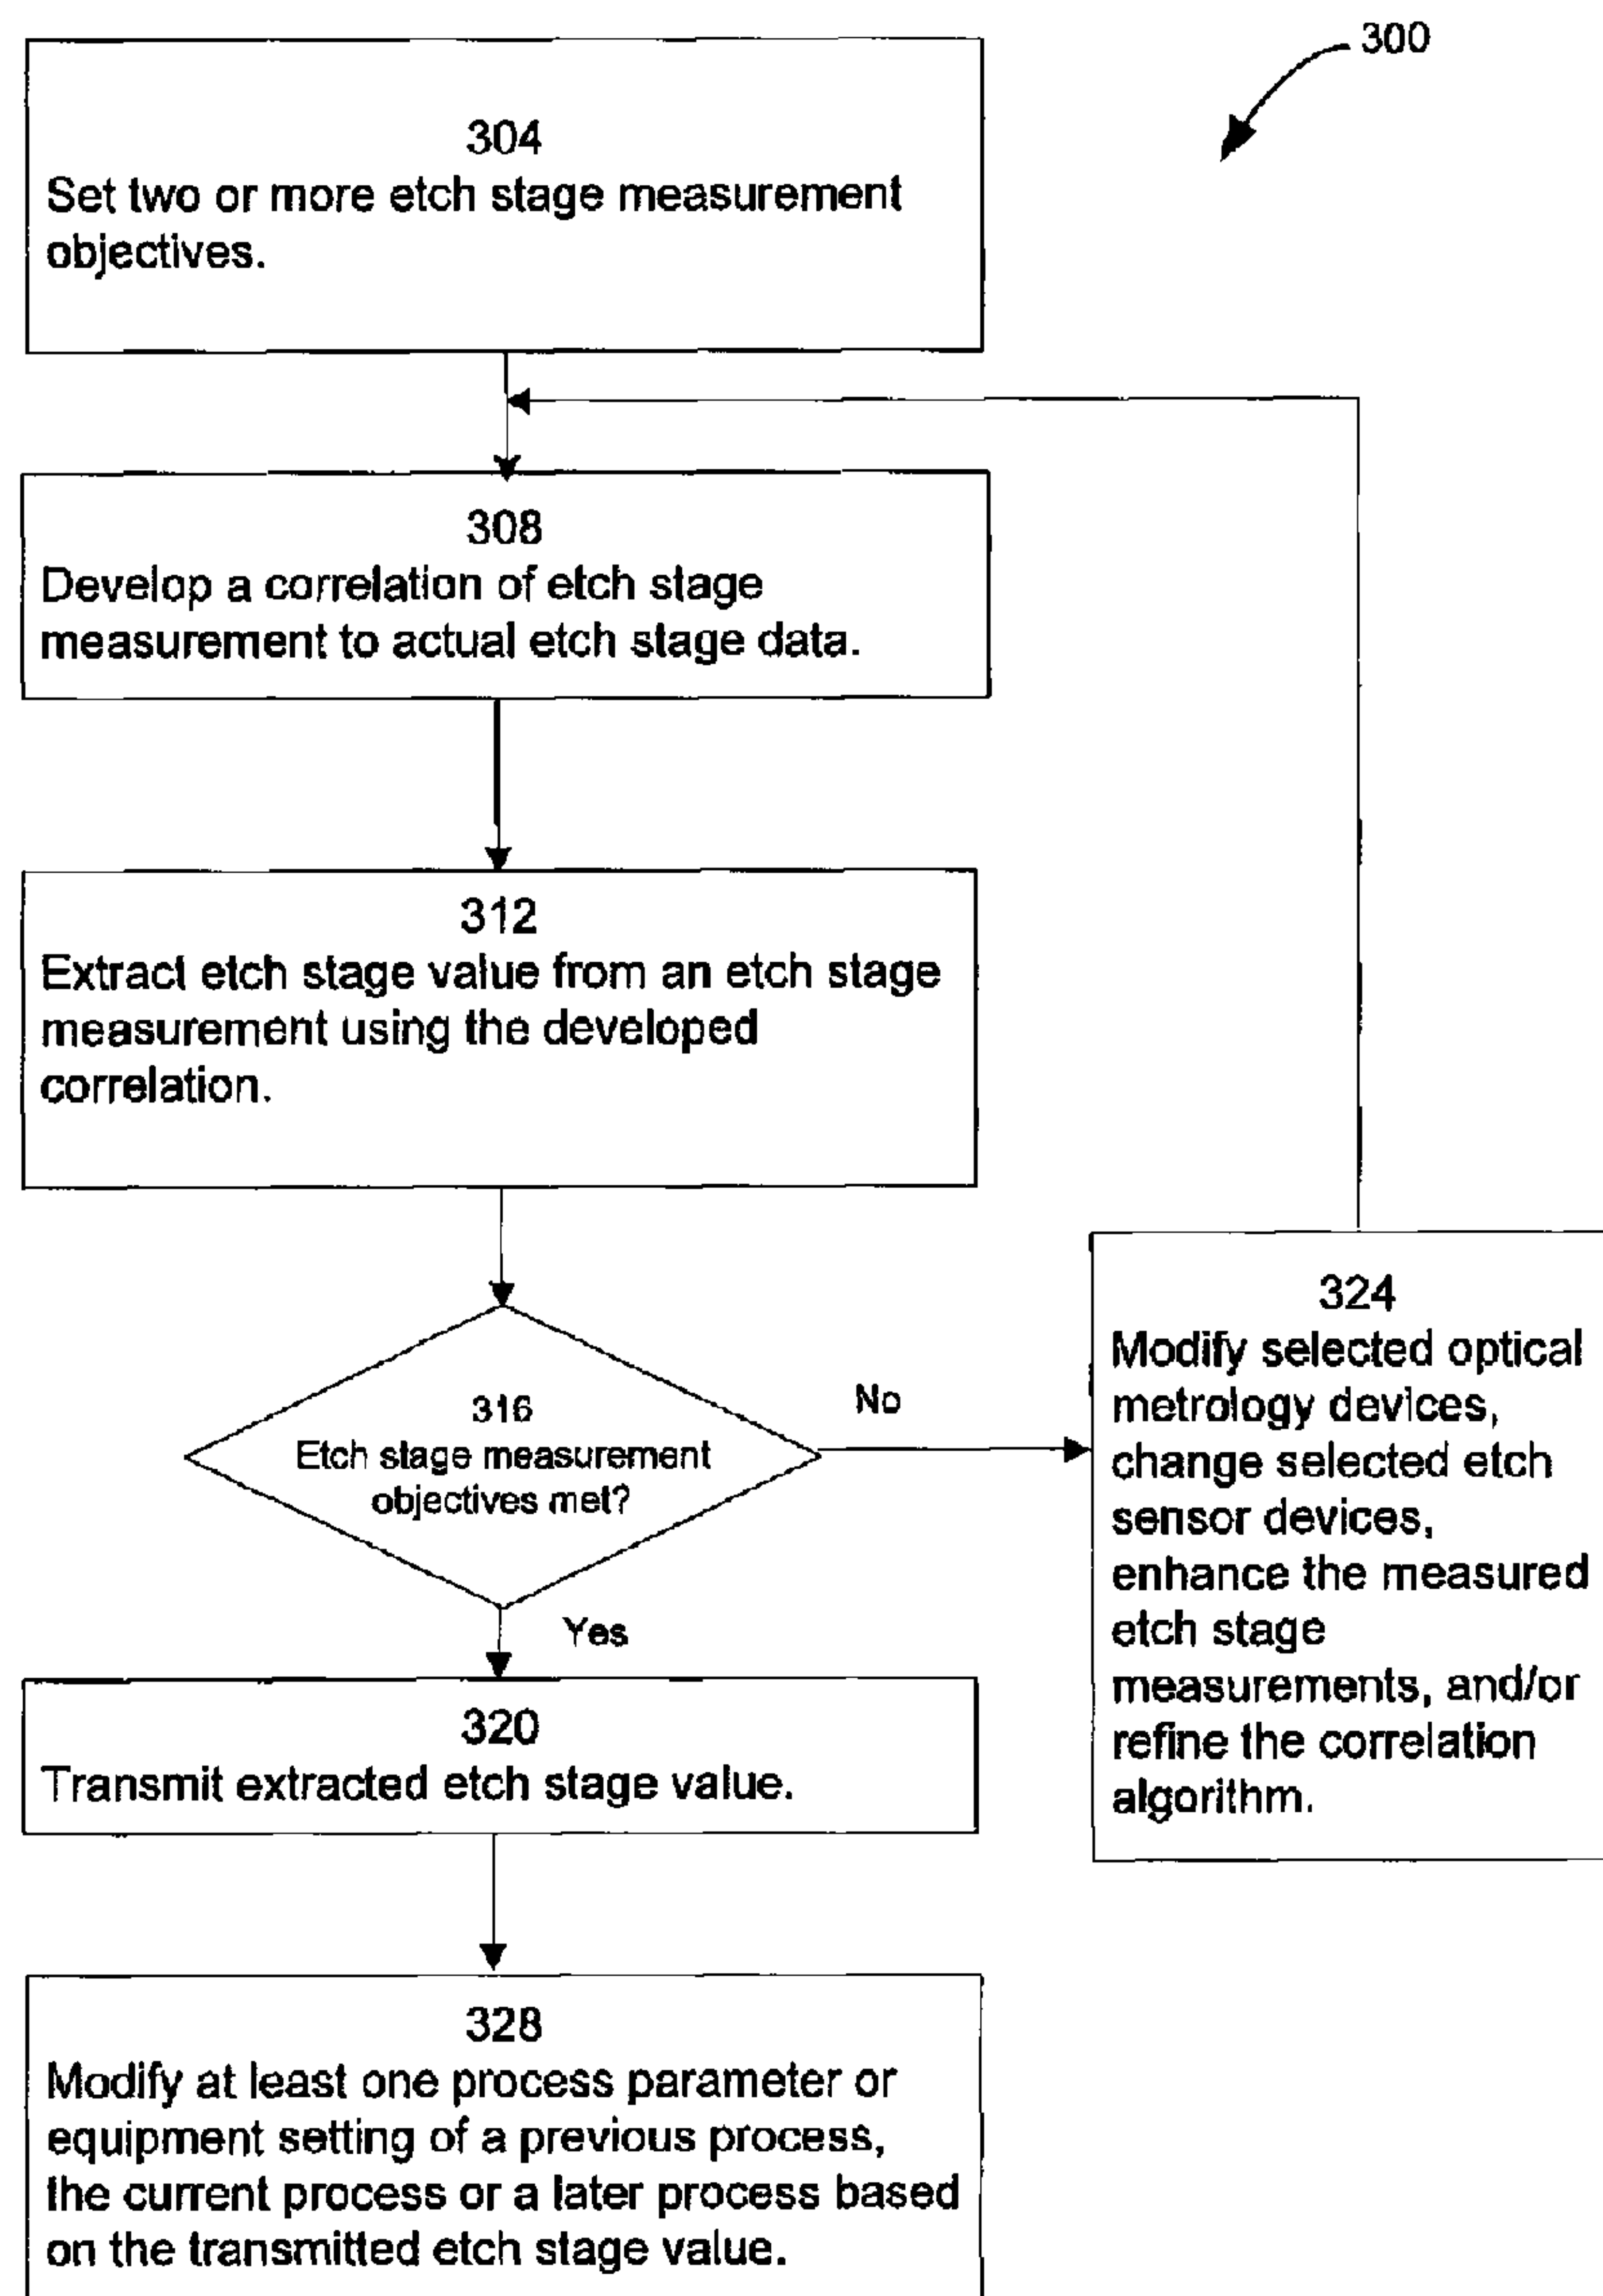 300
304
Set two or more etch stage measurement
objectives.
308
Develop a correlation of etch stage
measurement to actual etch stage data.
312
Extract etch stage value from an etch stage
measurement using the developed
correlation.
316
Etch stage measurement
objectives met?
No
Yes
324
Modify selected optical
metrology devices,
change selected etch
sensor devices,
enhance the measured
etch stage
measurements, and/or
refine the correlation
algorithm.
320
Transmit extracted etch stage value.
328
Modify at least one process parameter or
equipment setting of a previous process,
the current process or a later process based
on the transmitted etch stage value.